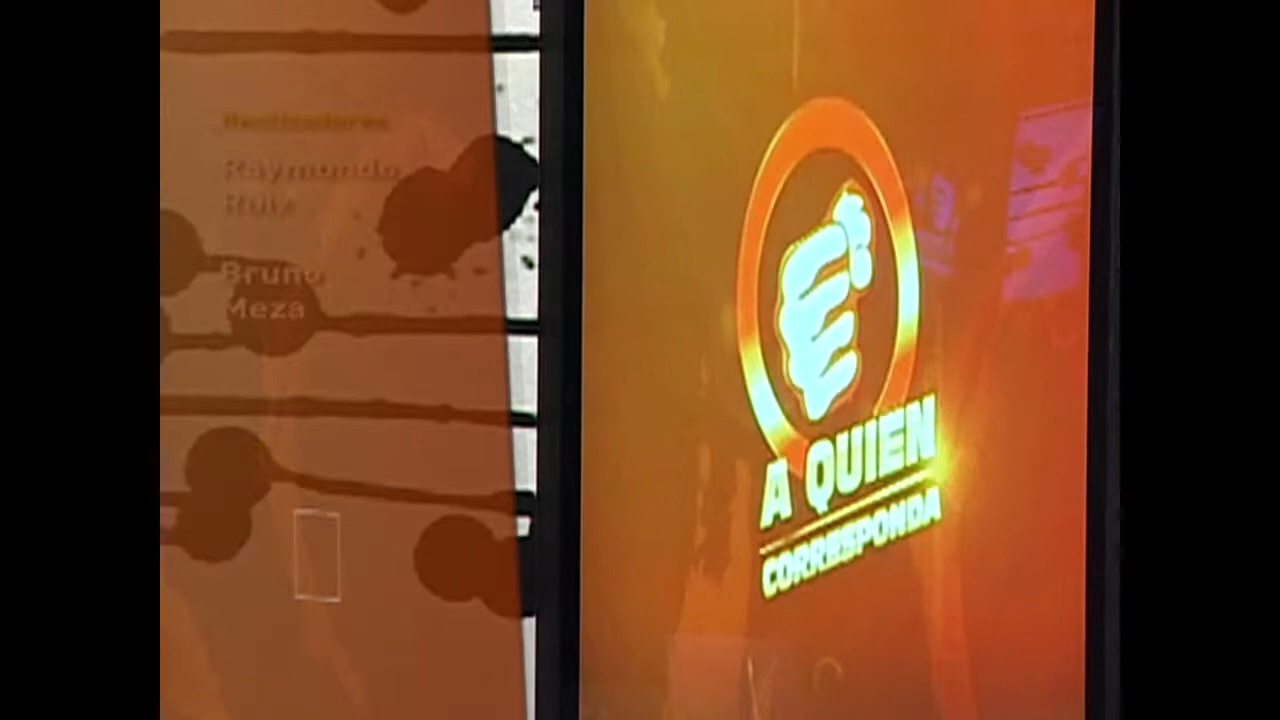 Realizadores
Raymundo
Ruiz
Bruno
Meza
A QUIEN
CORRESPONDA